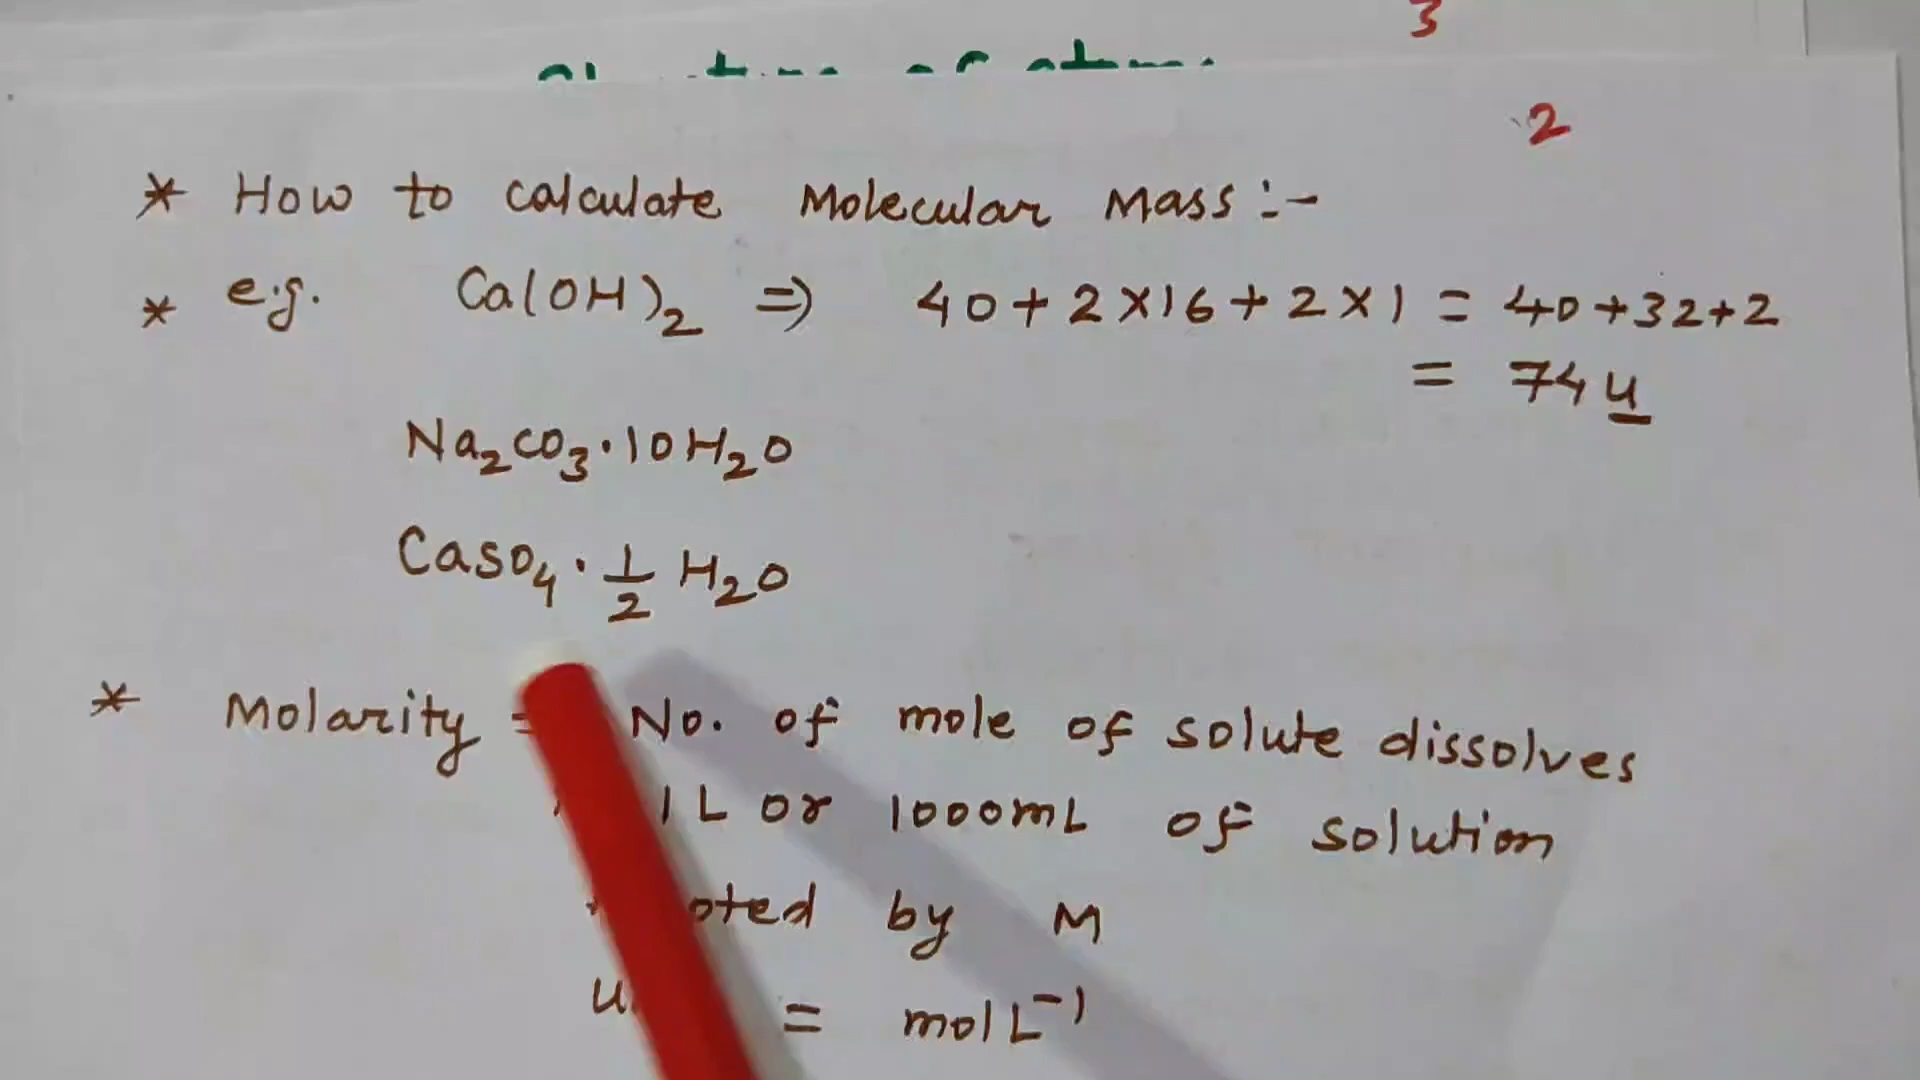 3
2
* How to calculate Molecular Mass :-
* e.g. Ca(OH)₂ ⇒ 40+2×16+2×1 = 40+32+2
= 74 u
Na₂CO₃·10H₂O
CaSO₄·½H₂O
* Molarity = No. of mole of solute dissolves
1L or 1000mL of solution
by M
= mol L⁻¹